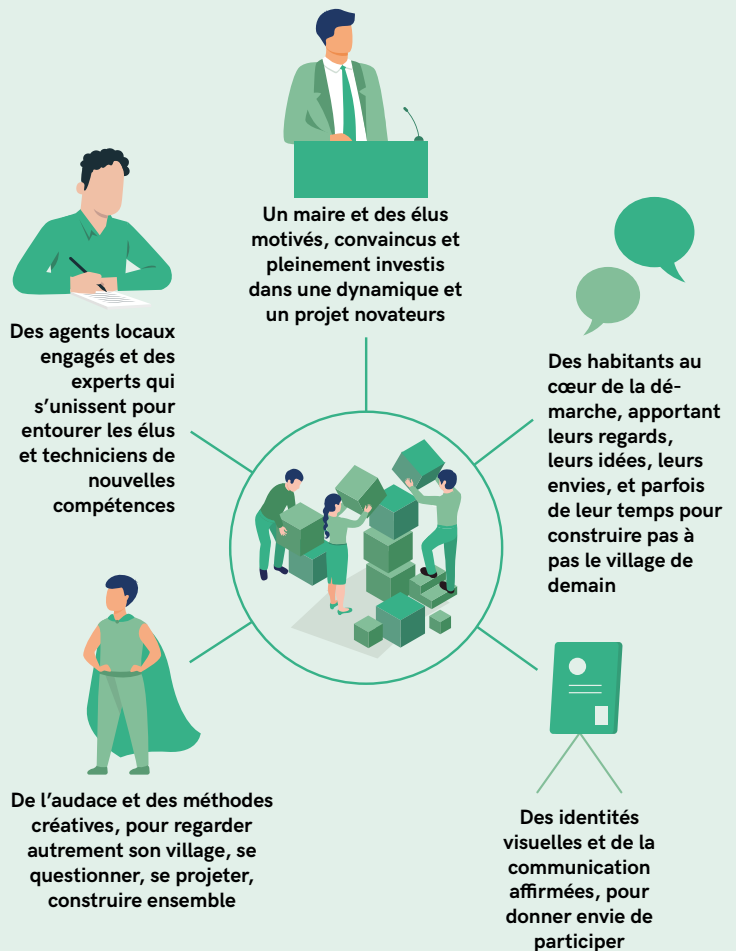 Un maire et des élus
motivés, convaincus et
pleinement investis
dans une dynamique et
un projet novateurs
Des agents locaux
engagés et des
experts qui
s’unissent pour
entourer les élus
et techniciens de
nouvelles
compétences
Des habitants au
cœur de la dé-
marche, apportant
leurs regards,
leurs idées, leurs
envies, et parfois
de leur temps pour
construire pas à
pas le village de
demain
De l’audace et des méthodes
créatives, pour regarder
autrement son village, se
questionner, se projeter,
construire ensemble
Des identités
visuelles et de la
communication
affirmées, pour
donner envie de
participer